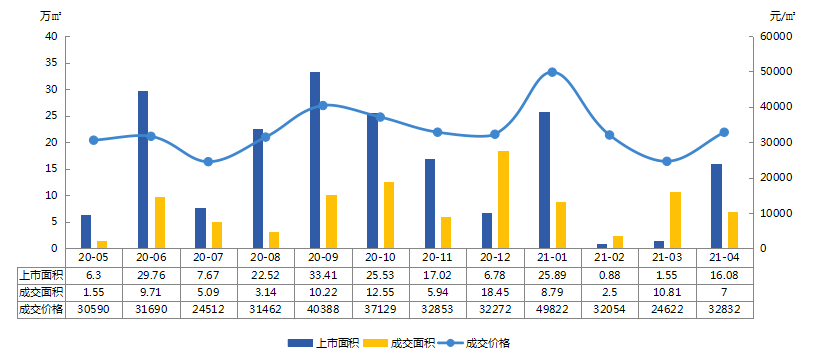 万㎡ 元/㎡
40 60000
35 50000
30 40000
25
20 30000
15 20000
10
5 10000
0 0
20-05 20-06 20-07 20-08 20-09 20-10 20-11 20-12 21-01 21-02 21-03 21-04
上市面积 6.3 29.76 7.67 22.52 33.41 25.53 17.02 6.78 25.89 0.88 1.55 16.08
成交面积 1.55 9.71 5.09 3.14 10.22 12.55 5.94 18.45 8.79 2.5 10.81 7
成交价格 30590 31690 24512 31462 40388 37129 32853 32272 49822 32054 24622 32832
上市面积 成交面积 成交价格